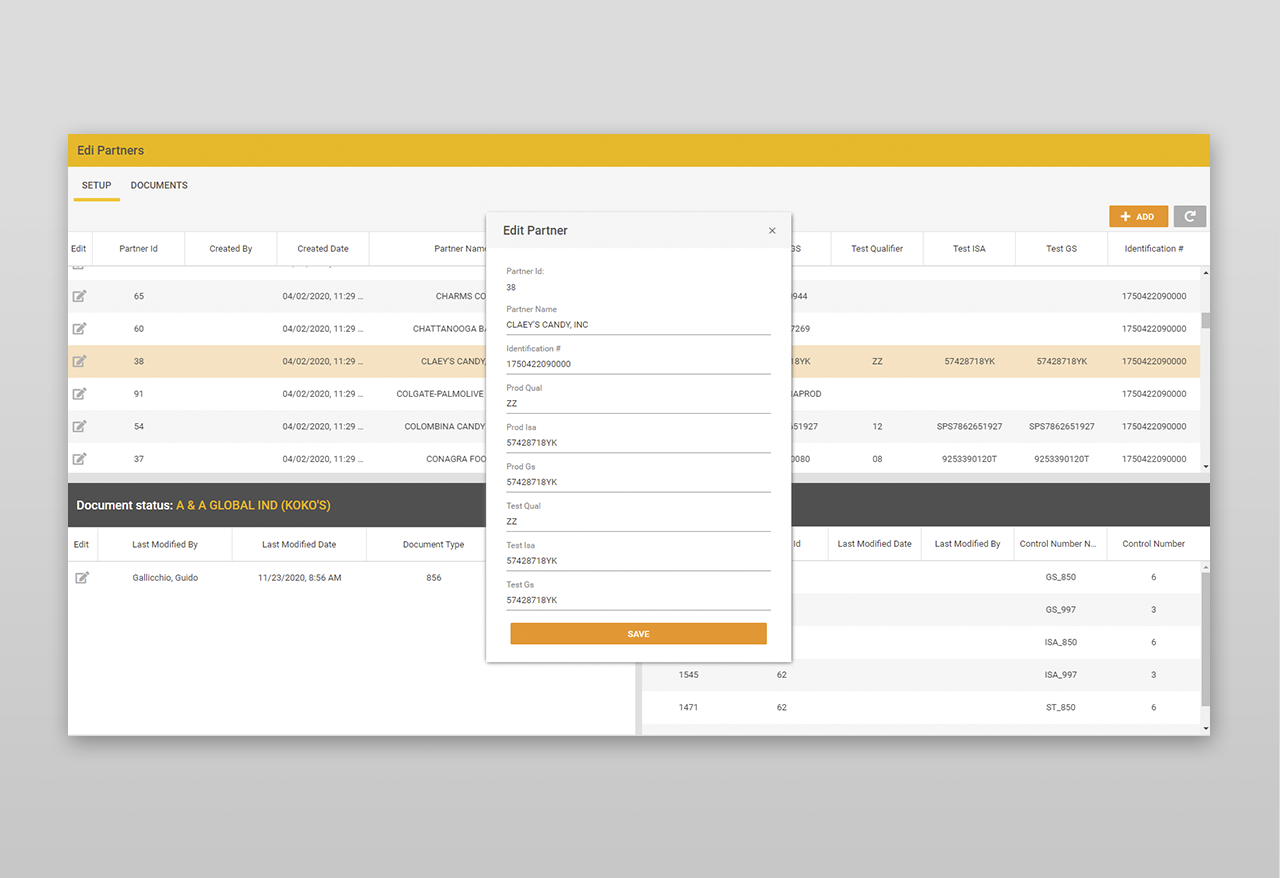 Edi Partners
SETUP DOCUMENTS
ADD
Edit Partner Id Created By Created Date Partner Name GS Test Qualifier Test ISA Test GS Identification #
65 04/02/2020, 11:29 ... CHARMS CO 944 1750422090000
60 04/02/2020, 11:29 ... CHATTANOOGA BA 7269 1750422090000
38 04/02/2020, 11:29 ... CLAEY'S CANDY, 18YK ZZ 57428718YK 57428718YK 1750422090000
91 04/02/2020, 11:29 ... COLGATE-PALMOLIVE APROD 1750422090000
54 04/02/2020, 11:29 ... COLOMBINA CANDY 51927 12 SPS7862651927 SPS7862651927 1750422090000
37 04/02/2020, 11:29 ... CONAGRA FOO 0080 08 9253390120T 9253390120T 1750422090000
Edit Partner ×
Partner Id:
38
Partner Name
CLAEY'S CANDY, INC
Identification #
1750422090000
Prod Qual
ZZ
Prod Isa
57428718YK
Prod Gs
57428718YK
Test Qual
ZZ
Test Isa
57428718YK
Test Gs
57428718YK
SAVE
Document status: A & A GLOBAL IND (KOKO'S)
Edit Last Modified By Last Modified Date Document Type
Gallicchio, Guido 11/23/2020, 8:56 AM 856
Id Last Modified Date Last Modified By Control Number N... Control Number
GS_850 6
GS_997 3
ISA_850 6
1545 62 ISA_997 3
1471 62 ST_850 6